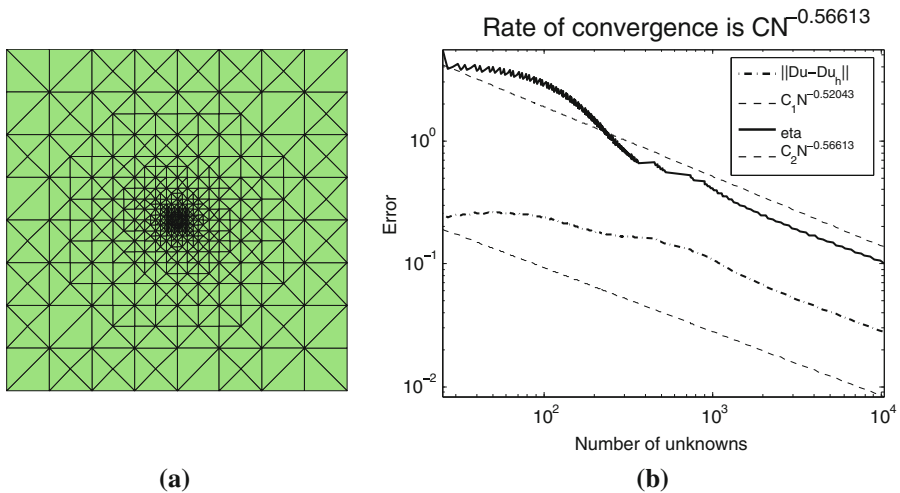 Rate of convergence is CN^−0.56613
||Du−Du_h||
C_1N^−0.52043
eta
C_2N^−0.56613
Error
10^0
10^−1
10^−2
10^2
10^3
10^4
Number of unknowns
(a)
(b)